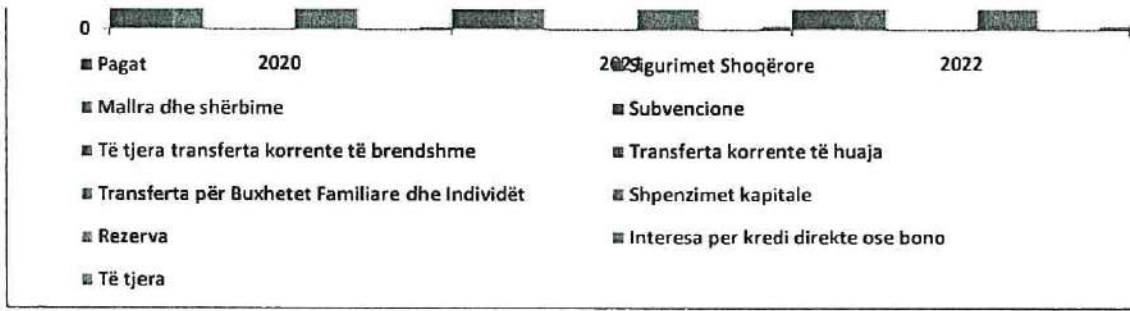 0
2020 2021 2022
Pagat
Sigurimet Shoqërore
Mallra dhe shërbime
Subvencione
Të tjera transferta korrente të brendshme
Transferta korrente të huaja
Transferta për Buxhetet Familiare dhe Individët
Shpenzimet kapitale
Rezerva
Interesa per kredi direkte ose bono
Të tjera